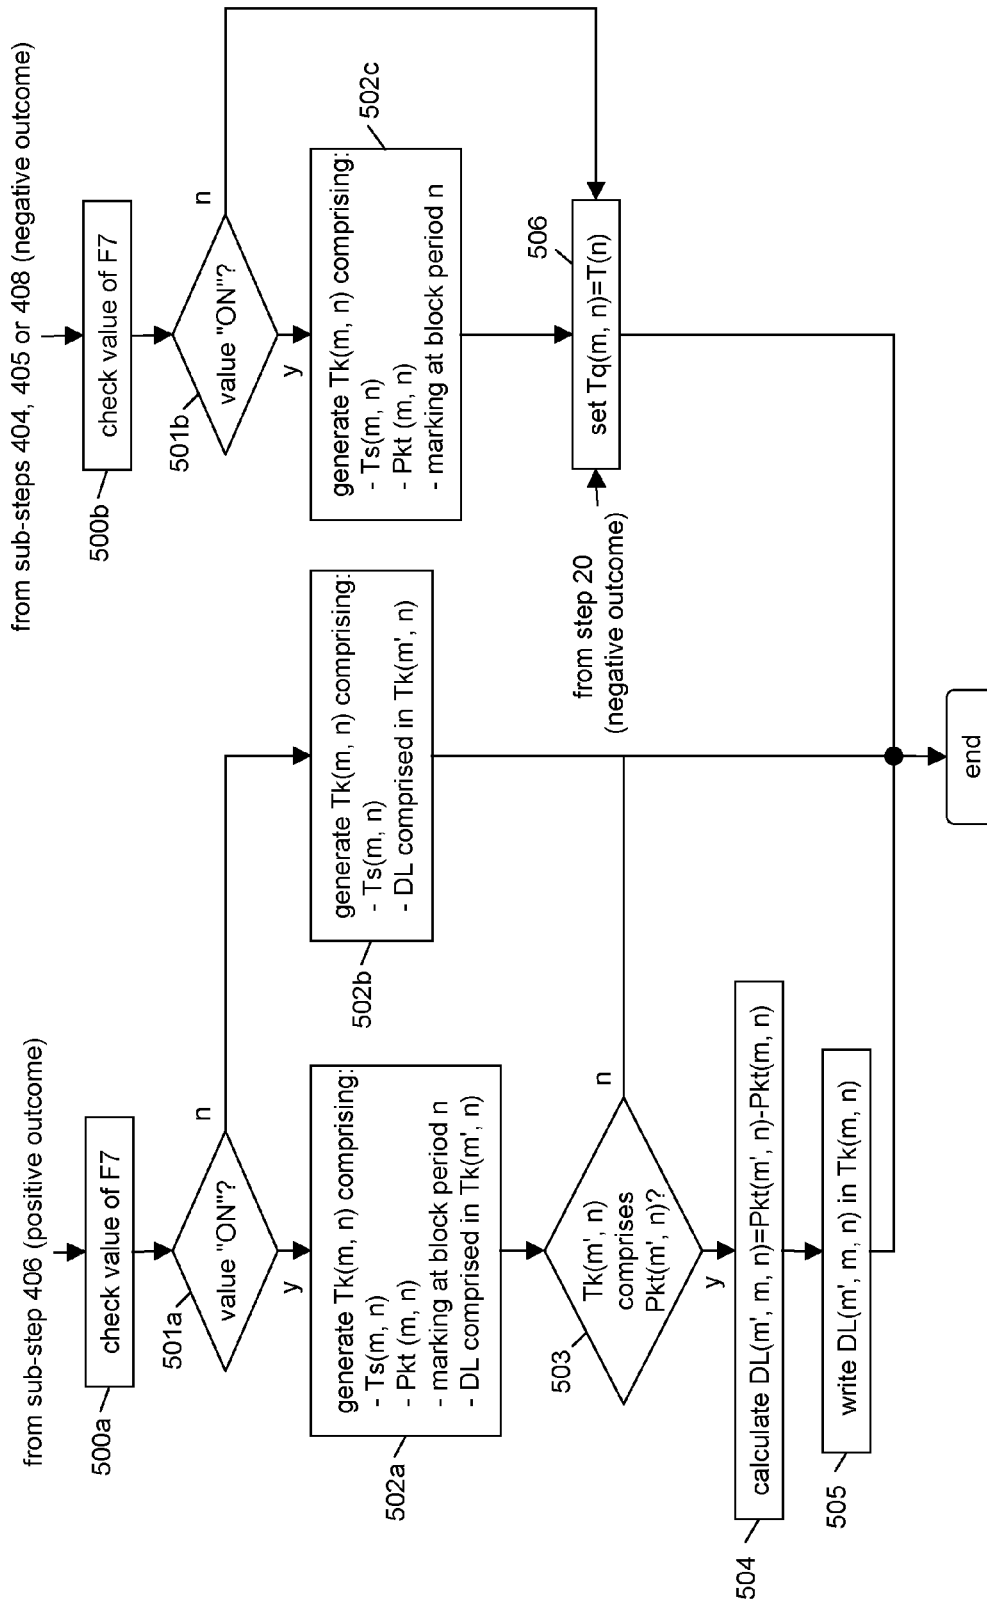 from sub-step 406 (positive outcome)
500a
check value of F7
501a
value "ON"?
n
y
generate Tk(m, n) comprising:
- Ts(m, n)
- Pkt (m, n)
- marking at block period n
- DL comprised in Tk(m', n)
502a
generate Tk(m, n) comprising:
- Ts(m, n)
- DL comprised in Tk(m', n)
502b
503
Tk(m', n)
comprises
Pkt(m', n)?
n
y
504
calculate DL(m', m, n)=Pkt(m', n)-Pkt(m, n)
505
write DL(m', m, n) in Tk(m, n)
from sub-steps 404, 405 or 408 (negative outcome)
500b
check value of F7
501b
value "ON"?
n
y
generate Tk(m, n) comprising:
- Ts(m, n)
- Pkt (m, n)
- marking at block period n
502c
from step 20
(negative outcome)
506
set Tq(m, n)=T(n)
end